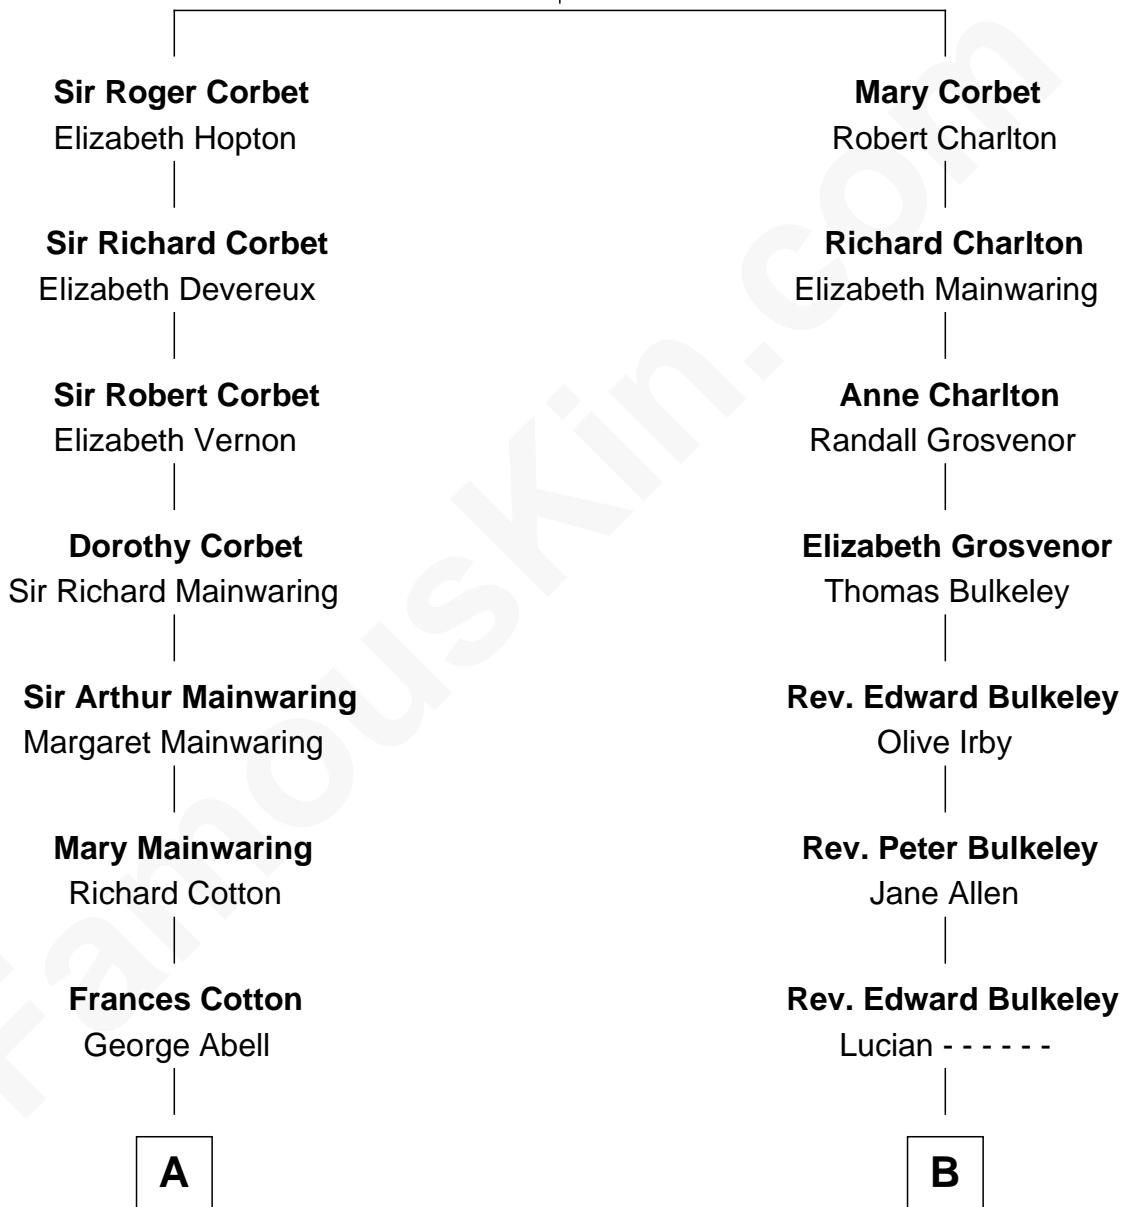 Sir Roger Corbet
Elizabeth Hopton
Mary Corbet
Robert Charlton
Sir Richard Corbet
Elizabeth Devereux
Richard Charlton
Elizabeth Mainwaring
Sir Robert Corbet
Elizabeth Vernon
Anne Charlton
Randall Grosvenor
Dorothy Corbet
Sir Richard Mainwaring
Elizabeth Grosvenor
Thomas Bulkeley
Sir Arthur Mainwaring
Margaret Mainwaring
Rev. Edward Bulkeley
Olive Irby
Mary Mainwaring
Richard Cotton
Rev. Peter Bulkeley
Jane Allen
Frances Cotton
George Abell
Rev. Edward Bulkeley
Lucian - - - - - -
A
B
FamousKin.com